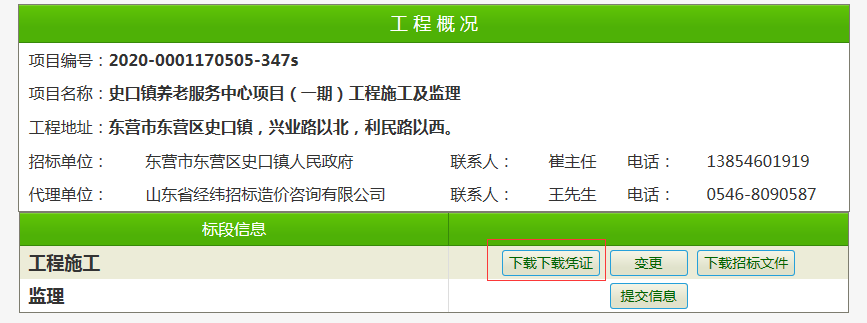 工程概况
项目编号：2020-0001170505-347s
项目名称：史口镇养老服务中心项目（一期）工程施工及监理
工程地址：东营市东营区史口镇，兴业路以北，利民路以西。
招标单位： 东营市东营区史口镇人民政府 联系人： 崔主任 电话： 13854601919
代理单位： 山东省经纬招标造价咨询有限公司 联系人： 王先生 电话： 0546-8090587
标段信息
工程施工 下载下载凭证 变更 下载招标文件
监理 提交信息